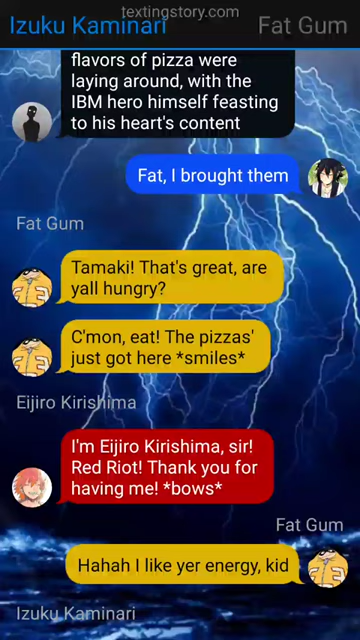 textingstory.com
Izuku Kaminari
Fat Gum
flavors of pizza were
laying around, with the
IBM hero himself feasting
to his heart's content
Fat, I brought them
Fat Gum
Tamaki! That's great, are
yall hungry?
C'mon, eat! The pizzas'
just got here *smiles*
Eijiro Kirishima
I'm Eijiro Kirishima, sir!
Red Riot! Thank you for
having me! *bows*
Fat Gum
Hahah I like yer energy, kid
Izuku Kaminari